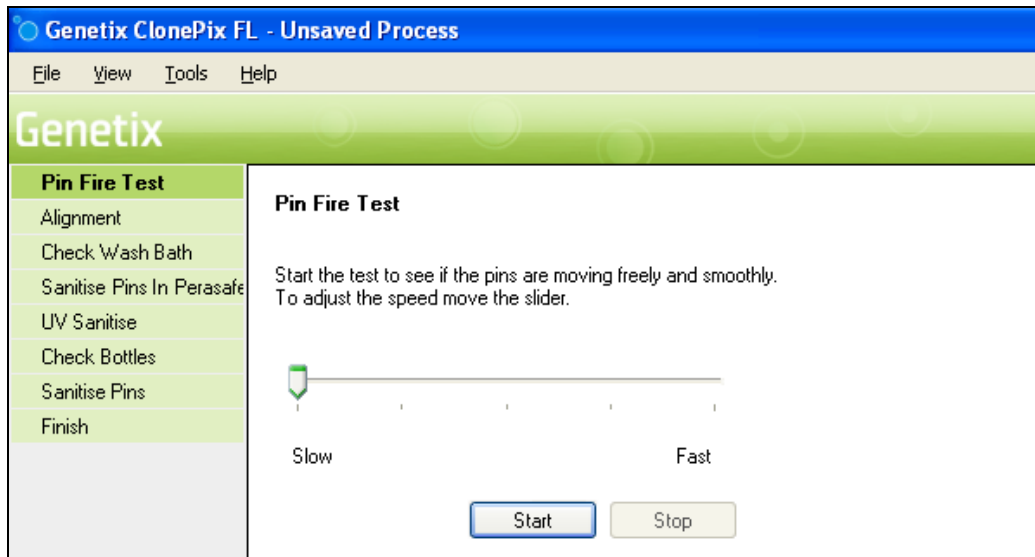 Genetix ClonePix FL - Unsaved Process
File View Tools Help
Genetix
Pin Fire Test
Alignment
Check Wash Bath
Sanitise Pins In Perasafe
UV Sanitise
Check Bottles
Sanitise Pins
Finish
Pin Fire Test
Start the test to see if the pins are moving freely and smoothly.
To adjust the speed move the slider.
Slow Fast
Start Stop